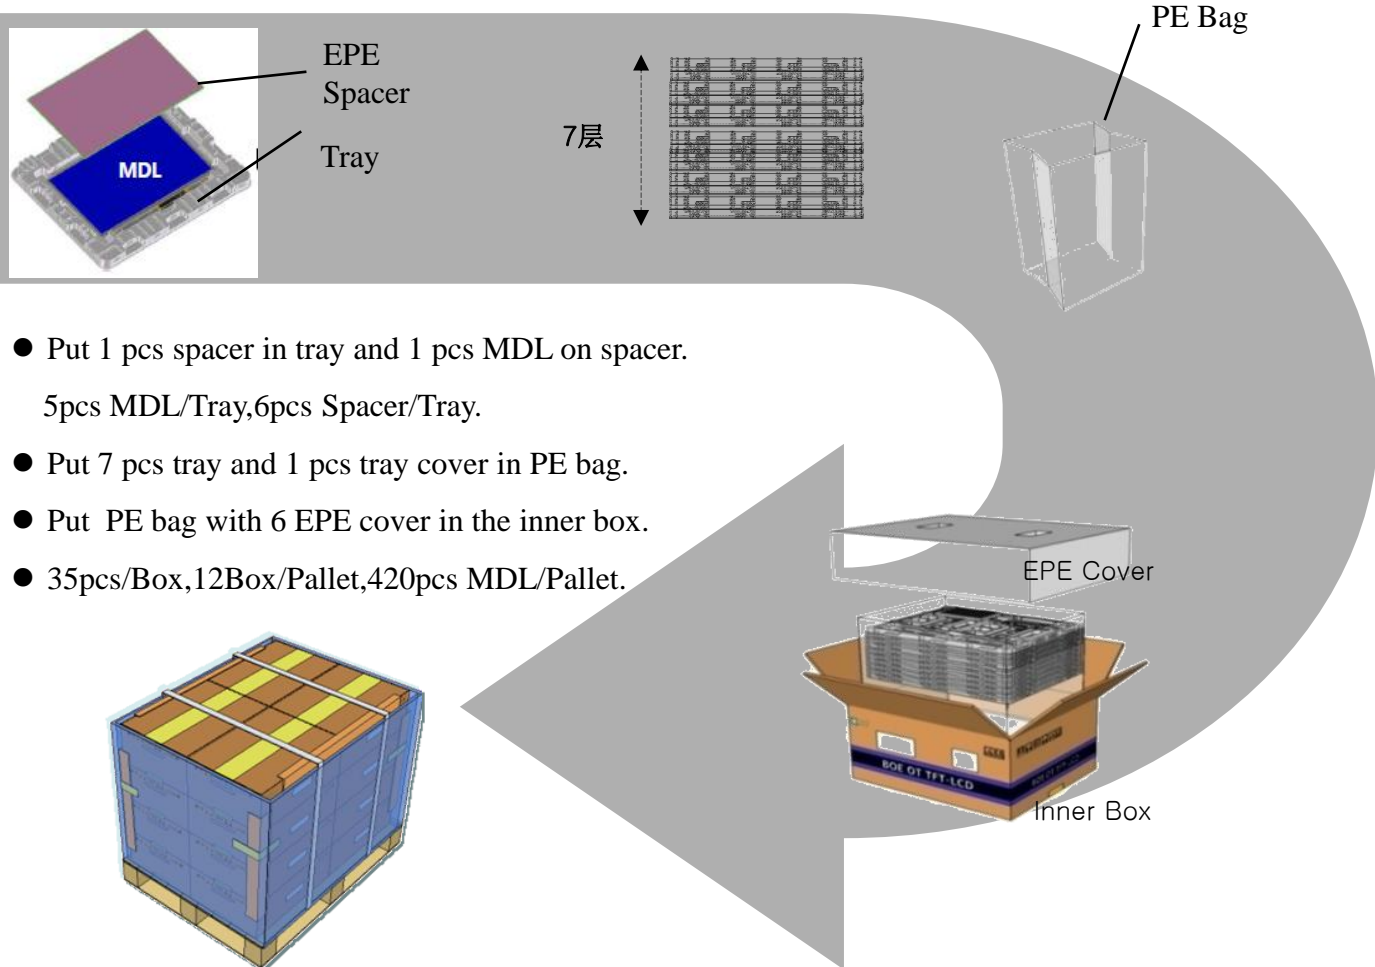 PE Bag
EPE
Spacer
Tray
MDL
7层
● Put 1 pcs spacer in tray and 1 pcs MDL on spacer.
5pcs MDL/Tray,6pcs Spacer/Tray.
● Put 7 pcs tray and 1 pcs tray cover in PE bag.
● Put  PE bag with 6 EPE cover in the inner box.
● 35pcs/Box,12Box/Pallet,420pcs MDL/Pallet.
EPE Cover
BOE OT TFT-LCD
Inner Box